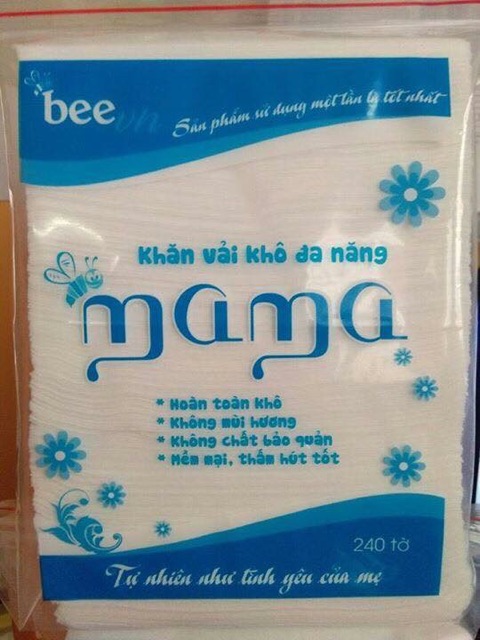 beevn
Sản phẩm sử dụng một lần là tốt nhất
Khăn vải khô đa năng
mama
* Hoàn toàn khô
* Không mùi hương
* Không chất bảo quản
* Mềm mại, thấm hút tốt
240 tờ
Tự nhiên như tình yêu của mẹ